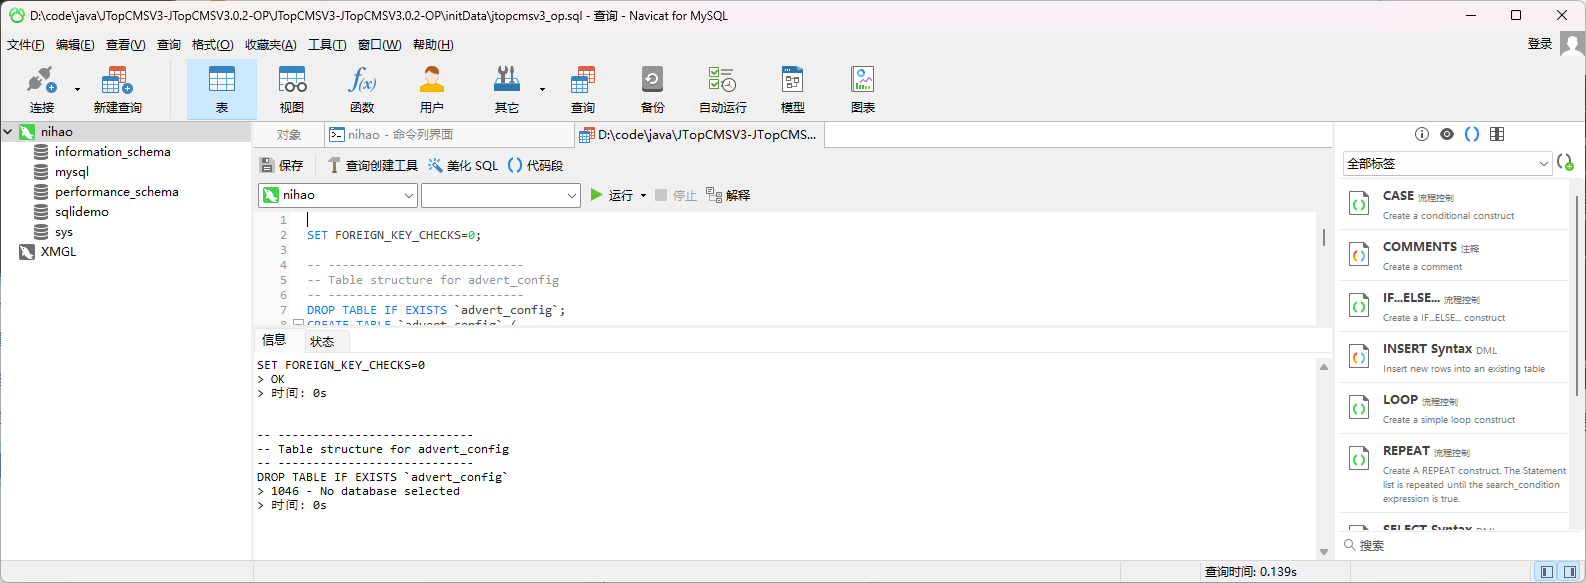 D:\code\java\JTopCMSV3-JTopCMSV3.0.2-OP\JTopCMSV3-JTopCMSV3.0.2-OP\initData\jtopcmsv3_op.sql - 查询 - Navicat for MySQL
文件(F) 编辑(E) 查看(V) 查询 格式(O) 收藏夹(A) 工具(T) 窗口(W) 帮助(H)
登录
连接 新建查询 表 视图 函数 用户 其它 查询 备份 自动运行 模型 图表
nihao
information_schema
mysql
performance_schema
sqlidemo
sys
XMGL
对象 nihao - 命令列界面 D:\code\java\JTopCMSV3-JTopCMS...
保存 查询创建工具 美化 SQL 代码段
nihao 运行 停止 解释
1
2 SET FOREIGN_KEY_CHECKS=0;
3
4 -- ----------------------------
5 -- Table structure for advert_config
6 -- ----------------------------
7 DROP TABLE IF EXISTS `advert_config`;
8 CREATE TABLE `advert_config` (
信息 状态
SET FOREIGN_KEY_CHECKS=0
> OK
> 时间: 0s
-- ----------------------------
-- Table structure for advert_config
-- ----------------------------
DROP TABLE IF EXISTS `advert_config`
> 1046 - No database selected
> 时间: 0s
全部标签
CASE 流程控制
Create a conditional construct
COMMENTS 注释
Create a comment
IF...ELSE... 流程控制
Create a IF...ELSE... construct
INSERT Syntax DML
Insert new rows into an existing table
LOOP 流程控制
Create a simple loop construct
REPEAT 流程控制
Create A REPEAT construct. The Statement
list is repeated until the search_condition
expression is true.
SELECT Syntax DML
搜索
查询时间: 0.139s